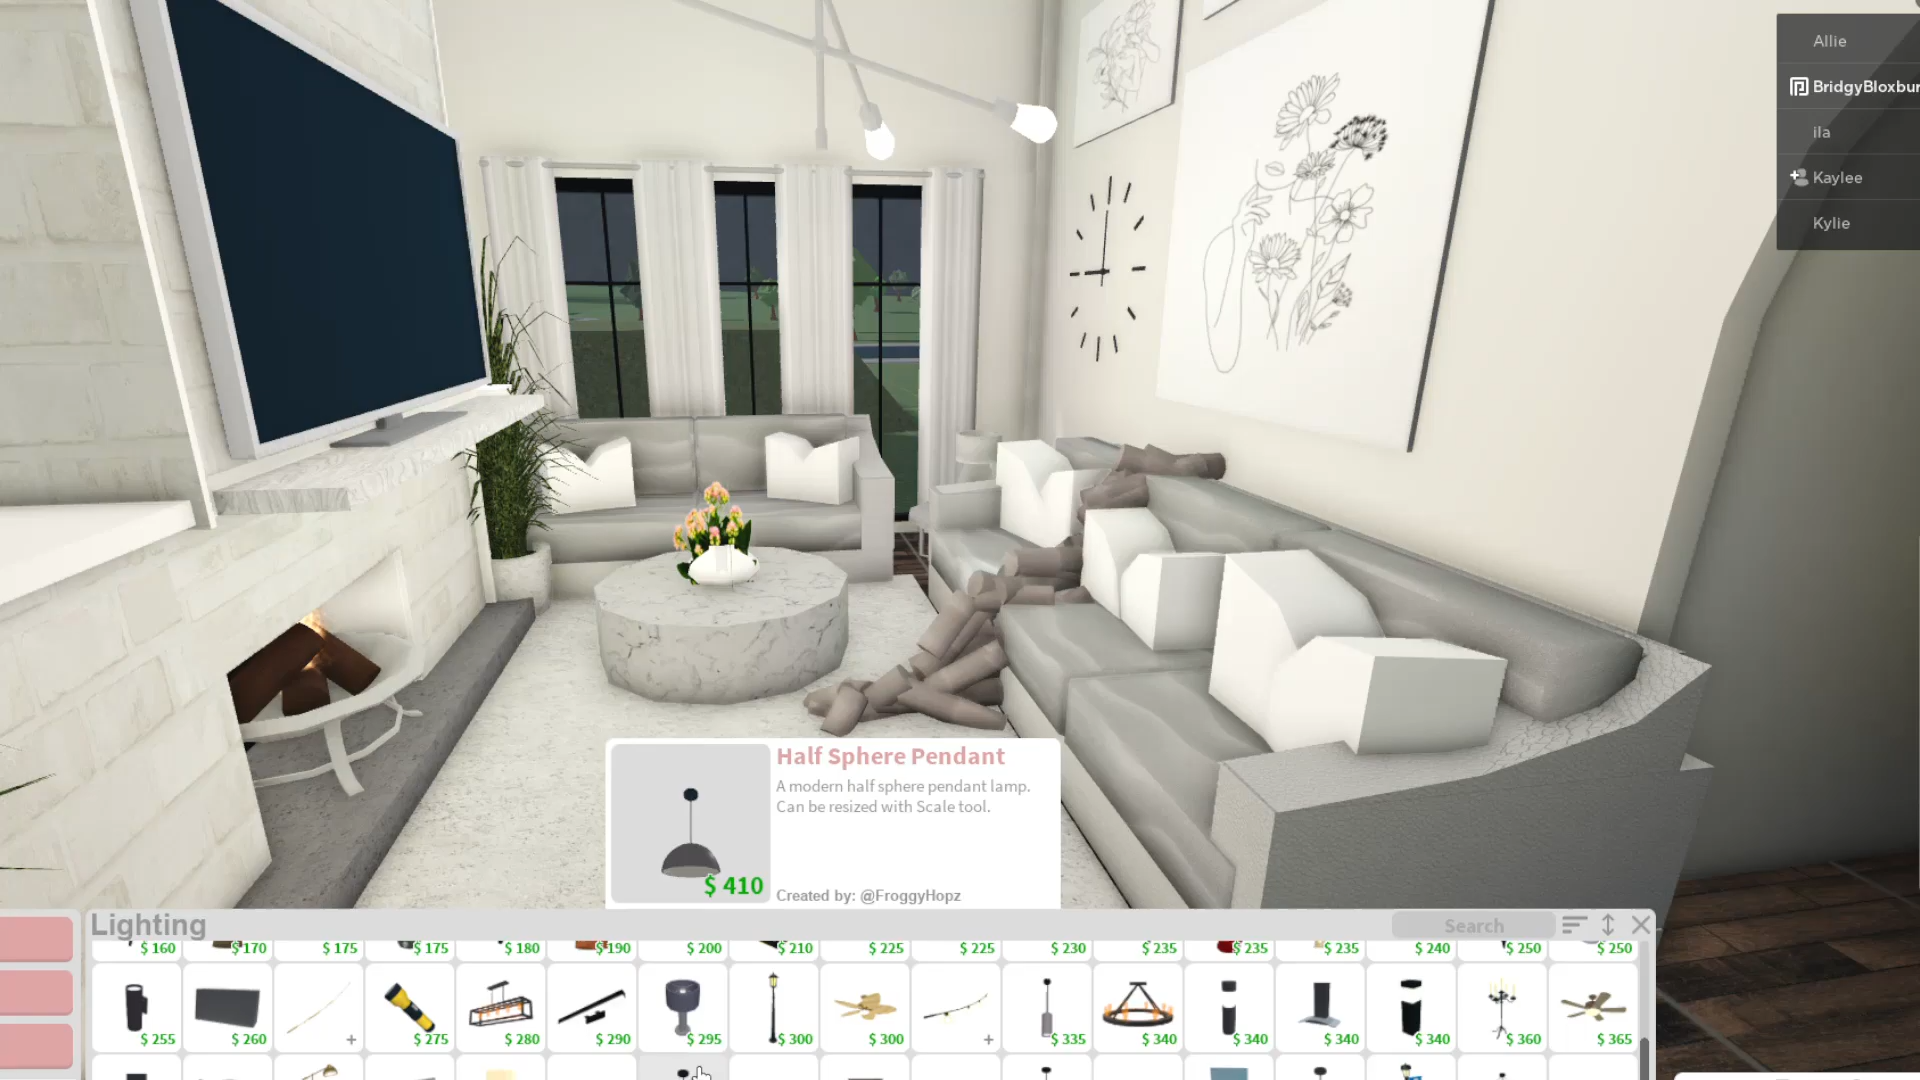 Allie
BridgyBloxbur
ila
Kaylee
Kylie
Half Sphere Pendant
A modern half sphere pendant lamp.
Can be resized with Scale tool.
$ 410
Created by: @FroggyHopz
Lighting
Search
$ 160 $ 170 $ 175 $ 175 $ 180 $ 190 $ 200 $ 210 $ 225 $ 225 $ 230 $ 235 $ 235 $ 235 $ 240 $ 250 $ 250
$ 255 $ 260 + $ 275 $ 280 $ 290 $ 295 $ 300 $ 300 + $ 335 $ 340 $ 340 $ 340 $ 340 $ 360 $ 365